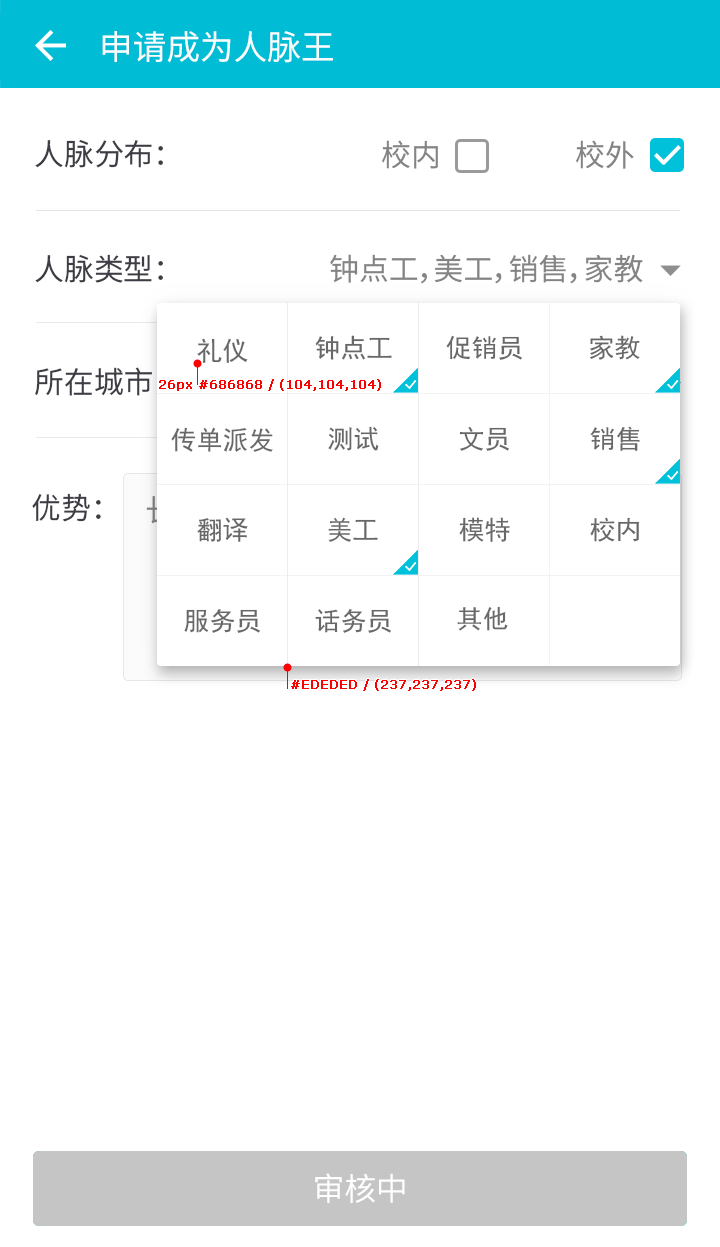 申请成为人脉王
人脉分布： 校内 校外
人脉类型： 钟点工,美工,销售,家教
礼仪 钟点工 促销员 家教
26px #686868 / (104,104,104)
所在城市
传单派发 测试 文员 销售
优势：
翻译 美工 模特 校内
服务员 话务员 其他
#EDEDED / (237,237,237)
审核中